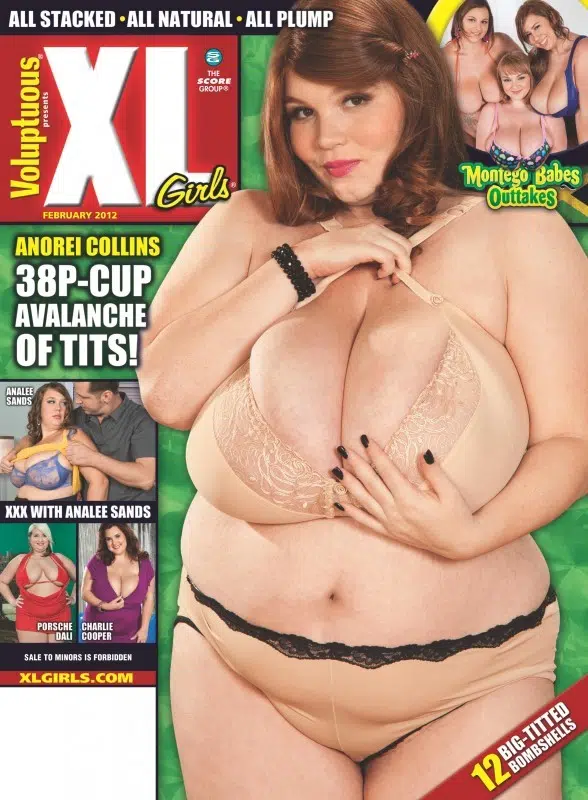 ALL STACKED • ALL NATURAL • ALL PLUMP
Voluptuous
presents
XL
Girls®
THE
SCORE
GROUP®
FEBRUARY 2012
Montego Babes
Outtakes
ANOREI COLLINS
38P-CUP
AVALANCHE
OF TITS!
ANALEE
SANDS
XXX WITH ANALEE SANDS
PORSCHE
DALI
CHARLIE
COOPER
SALE TO MINORS IS FORBIDDEN
XLGIRLS.COM
12 BIG-TITTED
BOMBSHELLS